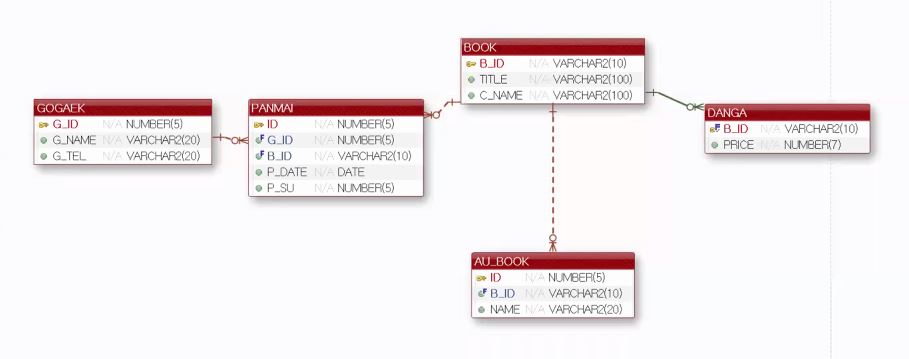 BOOK
B_ID N/A VARCHAR2(10)
TITLE N/A VARCHAR2(100)
C_NAME N/A VARCHAR2(100)
GOGAEK
G_ID N/A NUMBER(5)
G_NAME N/A VARCHAR2(20)
G_TEL N/A VARCHAR2(20)
PANMAI
ID N/A NUMBER(5)
G_ID N/A NUMBER(5)
B_ID N/A VARCHAR2(10)
P_DATE N/A DATE
P_SU N/A NUMBER(5)
DANGA
B_ID N/A VARCHAR2(10)
PRICE N/A NUMBER(7)
AU_BOOK
ID N/A NUMBER(5)
B_ID N/A VARCHAR2(10)
NAME N/A VARCHAR2(20)